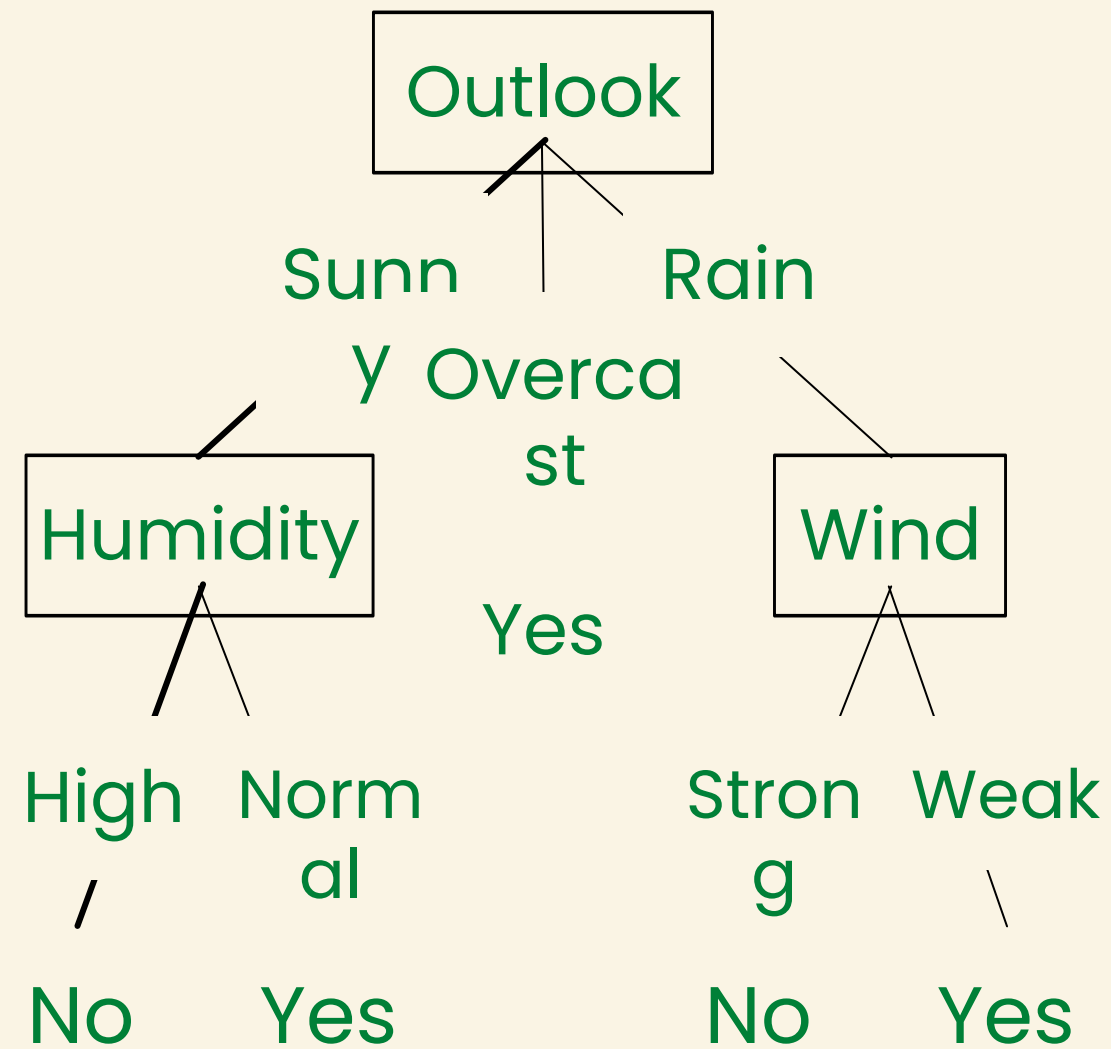 Outlook
Sunn
y
Rain
Overca
st
Humidity
Wind
Yes
High
Norm
al
Stron
g
Weak
No
Yes
No
Yes